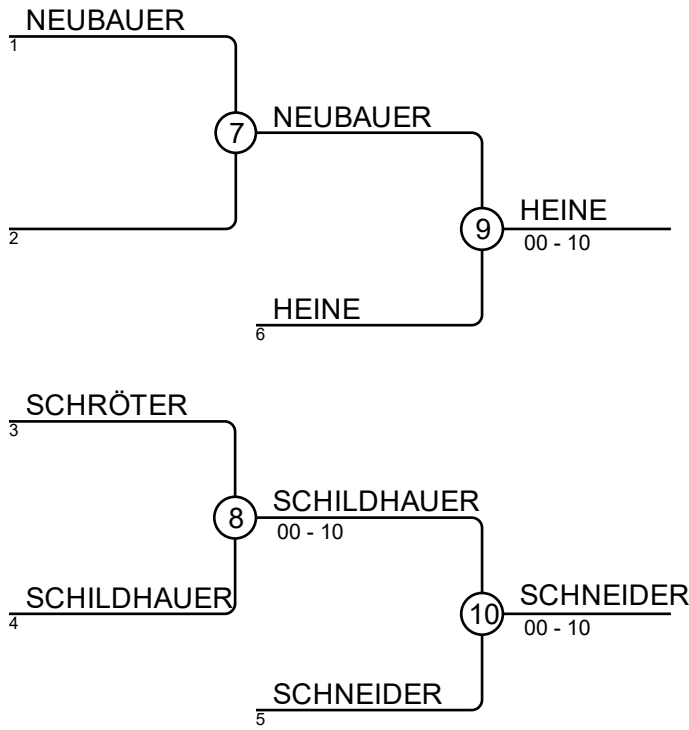 NEUBAUER
1
7
NEUBAUER
2
9
HEINE
00 - 10
HEINE
6
SCHRÖTER
3
8
SCHILDHAUER
00 - 10
SCHILDHAUER
4
10
SCHNEIDER
00 - 10
SCHNEIDER
5